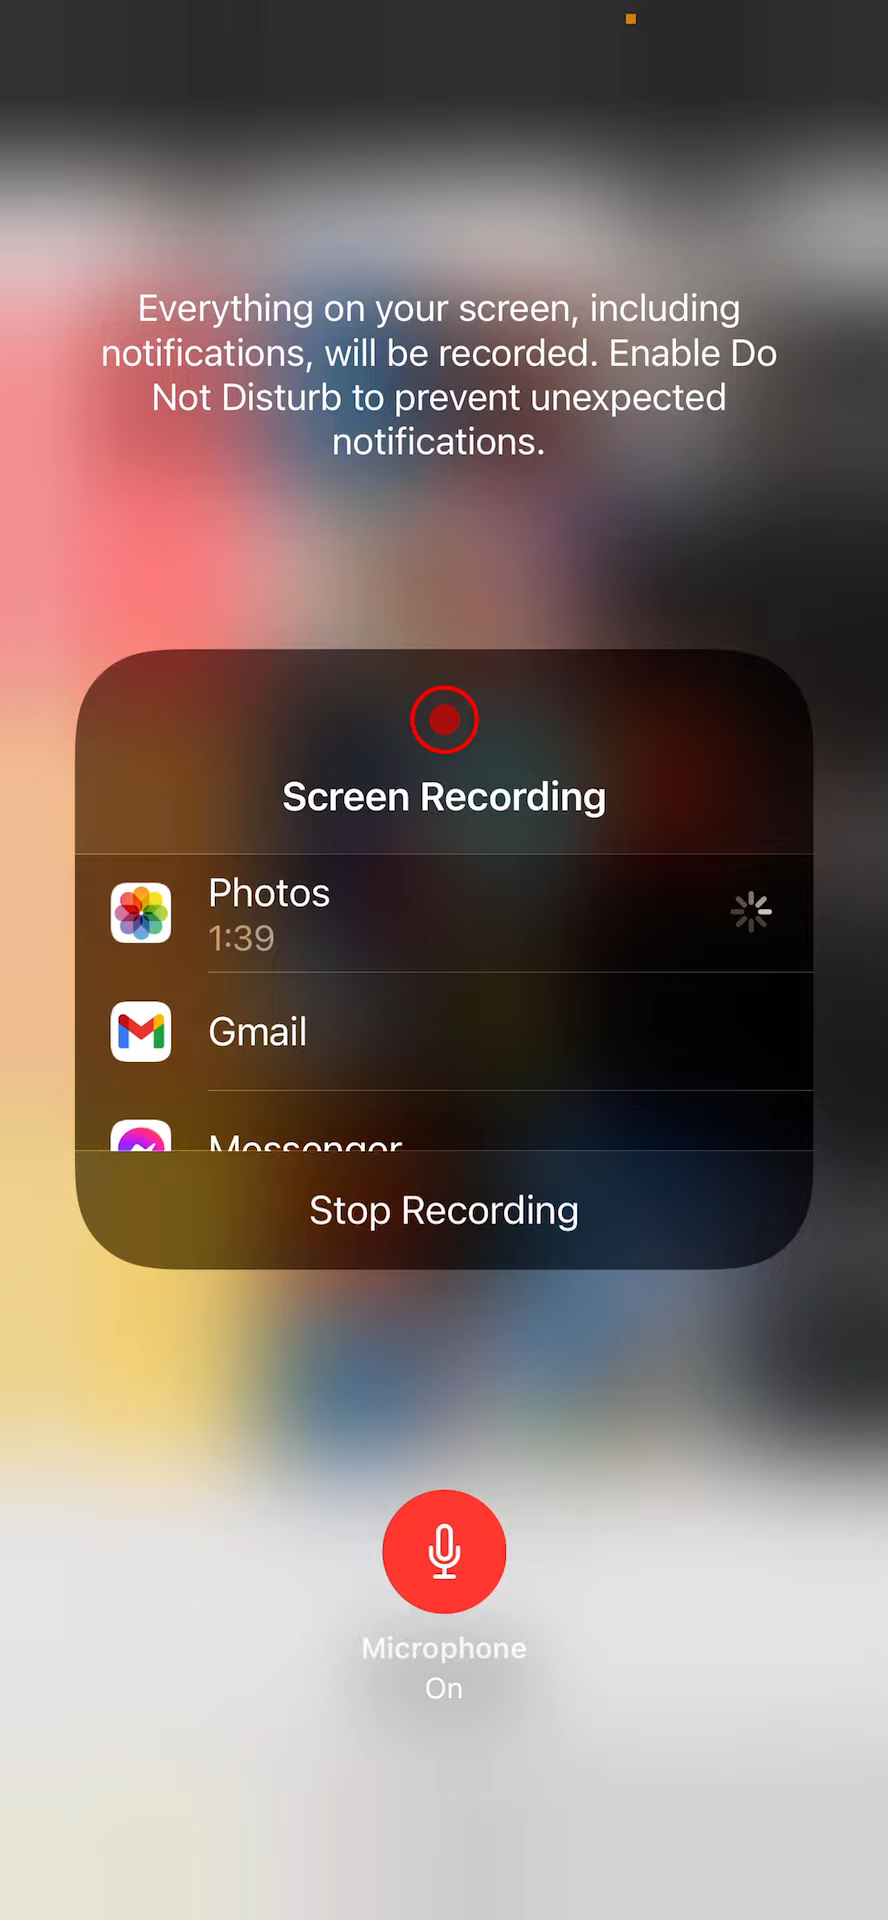 Everything on your screen, including
notifications, will be recorded. Enable Do
Not Disturb to prevent unexpected
notifications.
Screen Recording
Photos
1:39
Gmail
Messenger
Stop Recording
Microphone
On